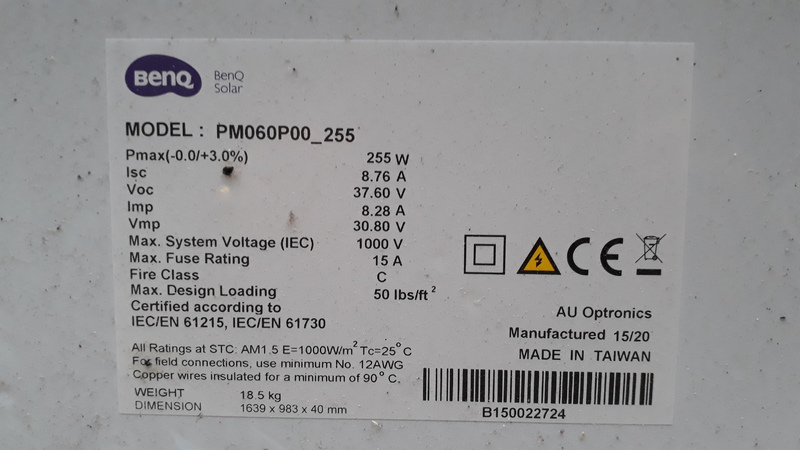 BenQ
BenQ
Solar
MODEL : PM060P00_255
Pmax(-0.0/+3.0%) 255 W
Isc 8.76 A
Voc 37.60 V
Imp 8.28 A
Vmp 30.80 V
Max. System Voltage (IEC) 1000 V
Max. Fuse Rating 15 A
Fire Class C
Max. Design Loading 50 lbs/ft²
Certified according to
IEC/EN 61215, IEC/EN 61730
All Ratings at STC: AM1.5 E=1000W/m² Tc=25°C
For field connections, use minimum No. 12AWG
Copper wires insulated for a minimum of 90°C.
WEIGHT 18.5 kg
DIMENSION 1639 x 983 x 40 mm
CE
AU Optronics
Manufactured 15/20
MADE IN TAIWAN
B150022724